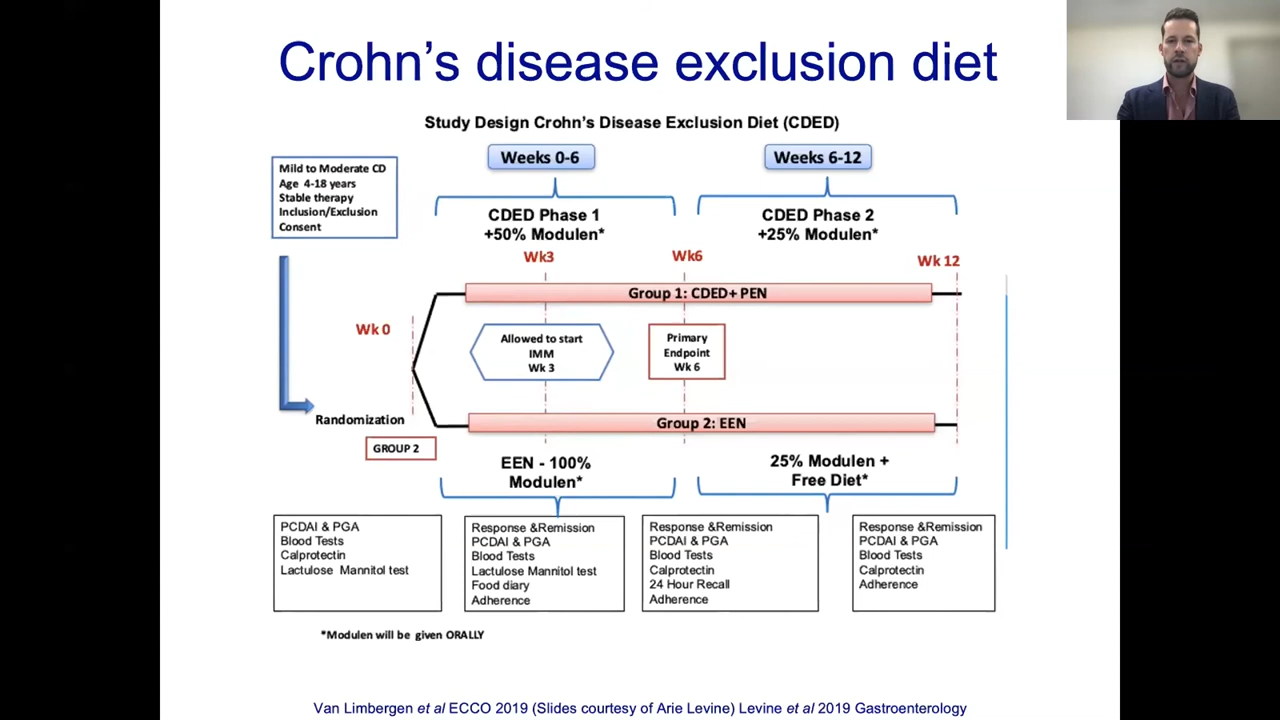 Crohn's disease exclusion diet
Study Design Crohn's Disease Exclusion Diet (CDED)
Mild to Moderate CD
Age 4-18 years
Stable therapy
Inclusion/Exclusion
Consent
Weeks 0-6
Weeks 6-12
CDED Phase 1
+50% Modulen*
CDED Phase 2
+25% Modulen*
Wk3
Wk6
Wk 12
Group 1: CDED+ PEN
Wk 0
Allowed to start
IMM
Wk 3
Primary
Endpoint
Wk 6
Randomization
Group 2: EEN
GROUP 2
EEN - 100%
Modulen*
25% Modulen +
Free Diet*
PCDAI & PGA
Blood Tests
Calprotectin
Lactulose Mannitol test
Response &Remission
PCDAI & PGA
Blood Tests
Lactulose Mannitol test
Food diary
Adherence
Response &Remission
PCDAI & PGA
Blood Tests
Calprotectin
24 Hour Recall
Adherence
Response &Remission
PCDAI & PGA
Blood Tests
Calprotectin
Adherence
*Modulen will be given ORALLY
Van Limbergen et al ECCO 2019 (Slides courtesy of Arie Levine) Levine et al 2019 Gastroenterology